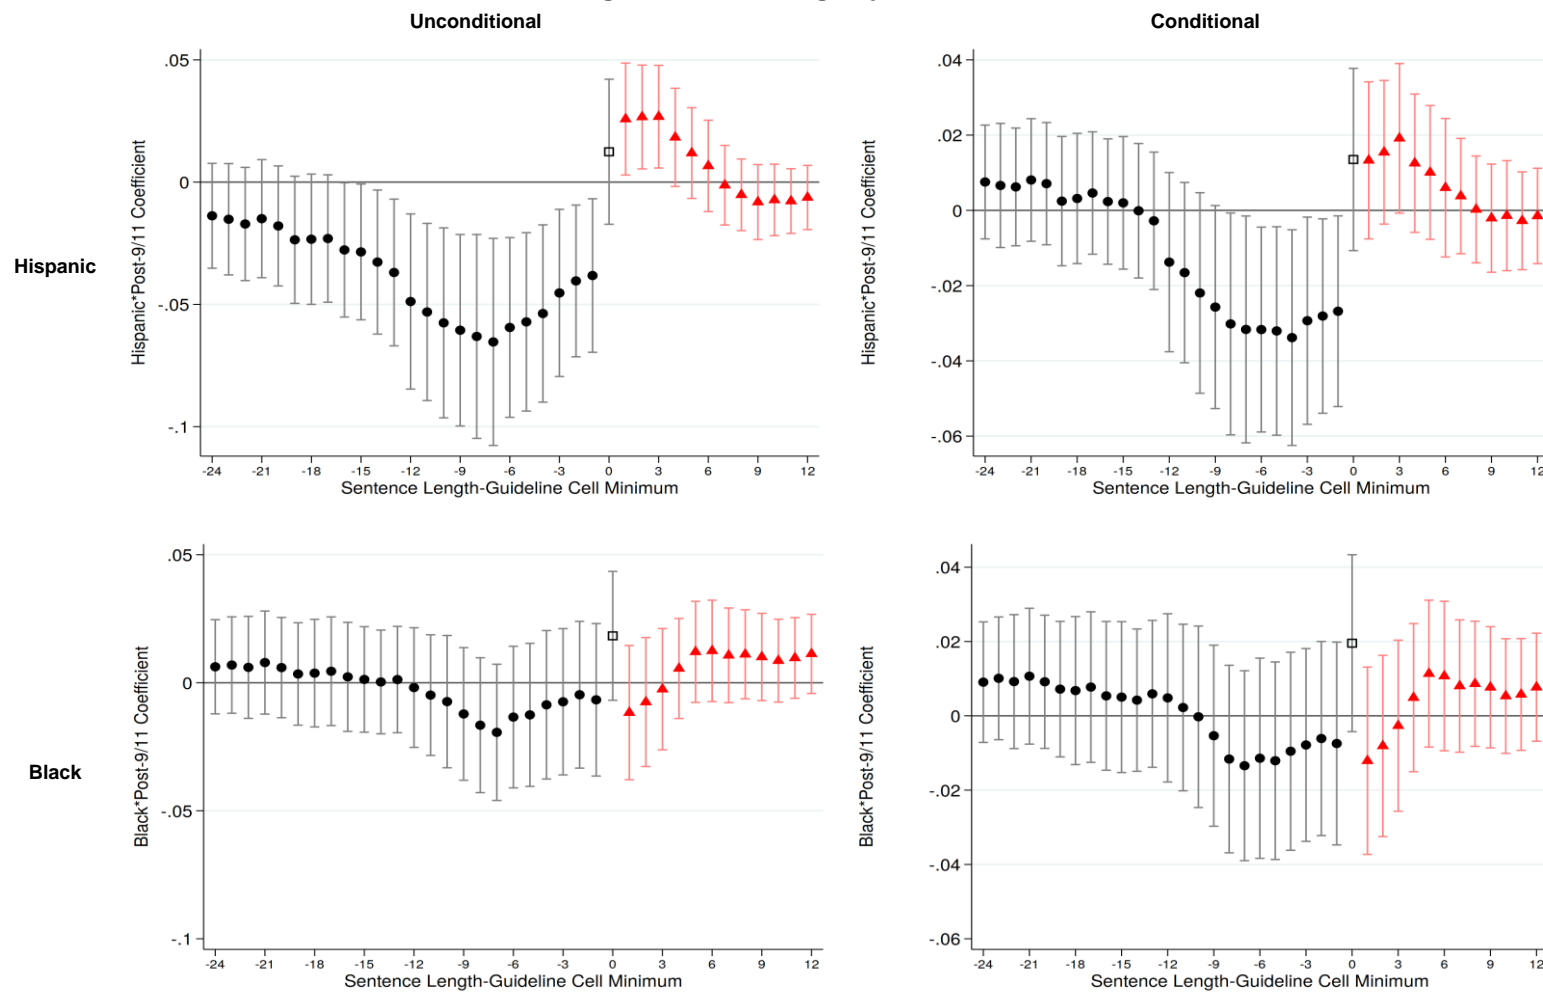 Unconditional
Conditional
Hispanic
Hispanic*Post-9/11 Coefficient
.05
0
-.05
-.1
-24 -21 -18 -15 -12 -9 -6 -3 0 3 6 9 12
Sentence Length-Guideline Cell Minimum
Hispanic*Post-9/11 Coefficient
.04
.02
0
-.02
-.04
-.06
-24 -21 -18 -15 -12 -9 -6 -3 0 3 6 9 12
Sentence Length-Guideline Cell Minimum
Black
Black*Post-9/11 Coefficient
.05
0
-.05
-.1
-24 -21 -18 -15 -12 -9 -6 -3 0 3 6 9 12
Sentence Length-Guideline Cell Minimum
Black*Post-9/11 Coefficient
.04
.02
0
-.02
-.04
-.06
-24 -21 -18 -15 -12 -9 -6 -3 0 3 6 9 12
Sentence Length-Guideline Cell Minimum